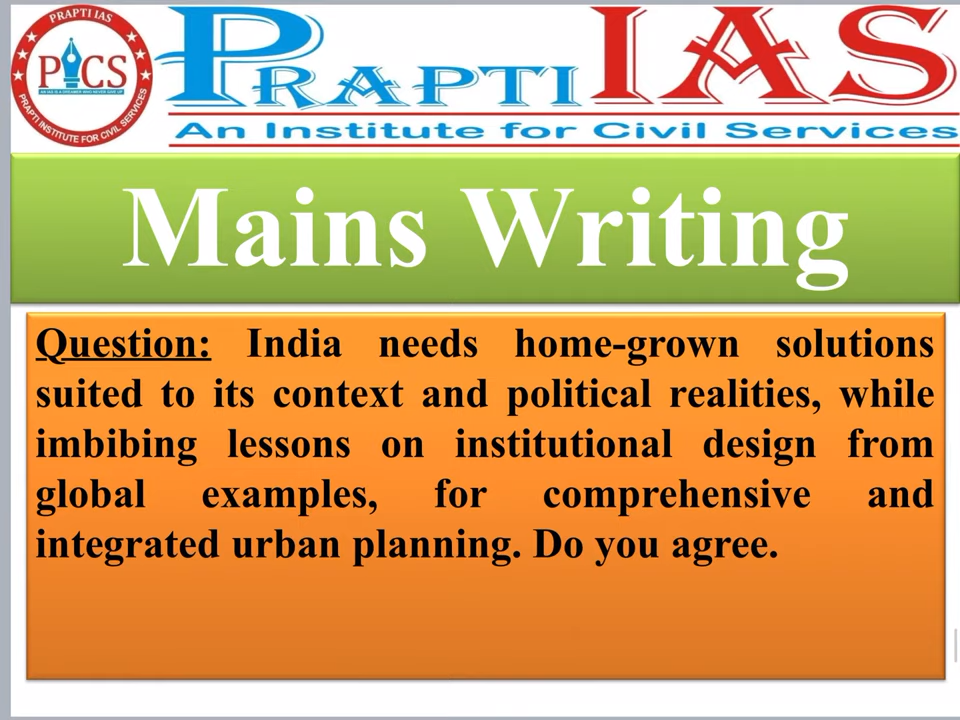 PRAPTI IAS
PICS
PRAPTI INSTITUTE FOR CIVIL SERVICES
PRAPTI IAS
An Institute for Civil Services
Mains Writing
Question: India needs home-grown solutions
suited to its context and political realities, while
imbibing lessons on institutional design from
global examples, for comprehensive and
integrated urban planning. Do you agree.